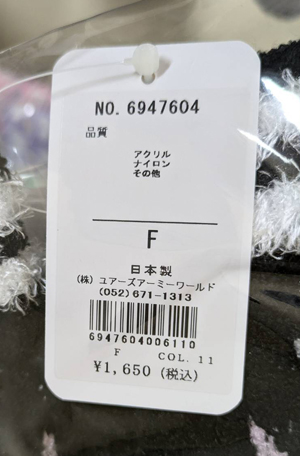 NO. 6947604
品質
アクリル
ナイロン
その他
F
日本製
(株) ユアーズアーミーワールド
(052) 671-1313
6947604006110
F COL. 11
¥1,650 (税込)